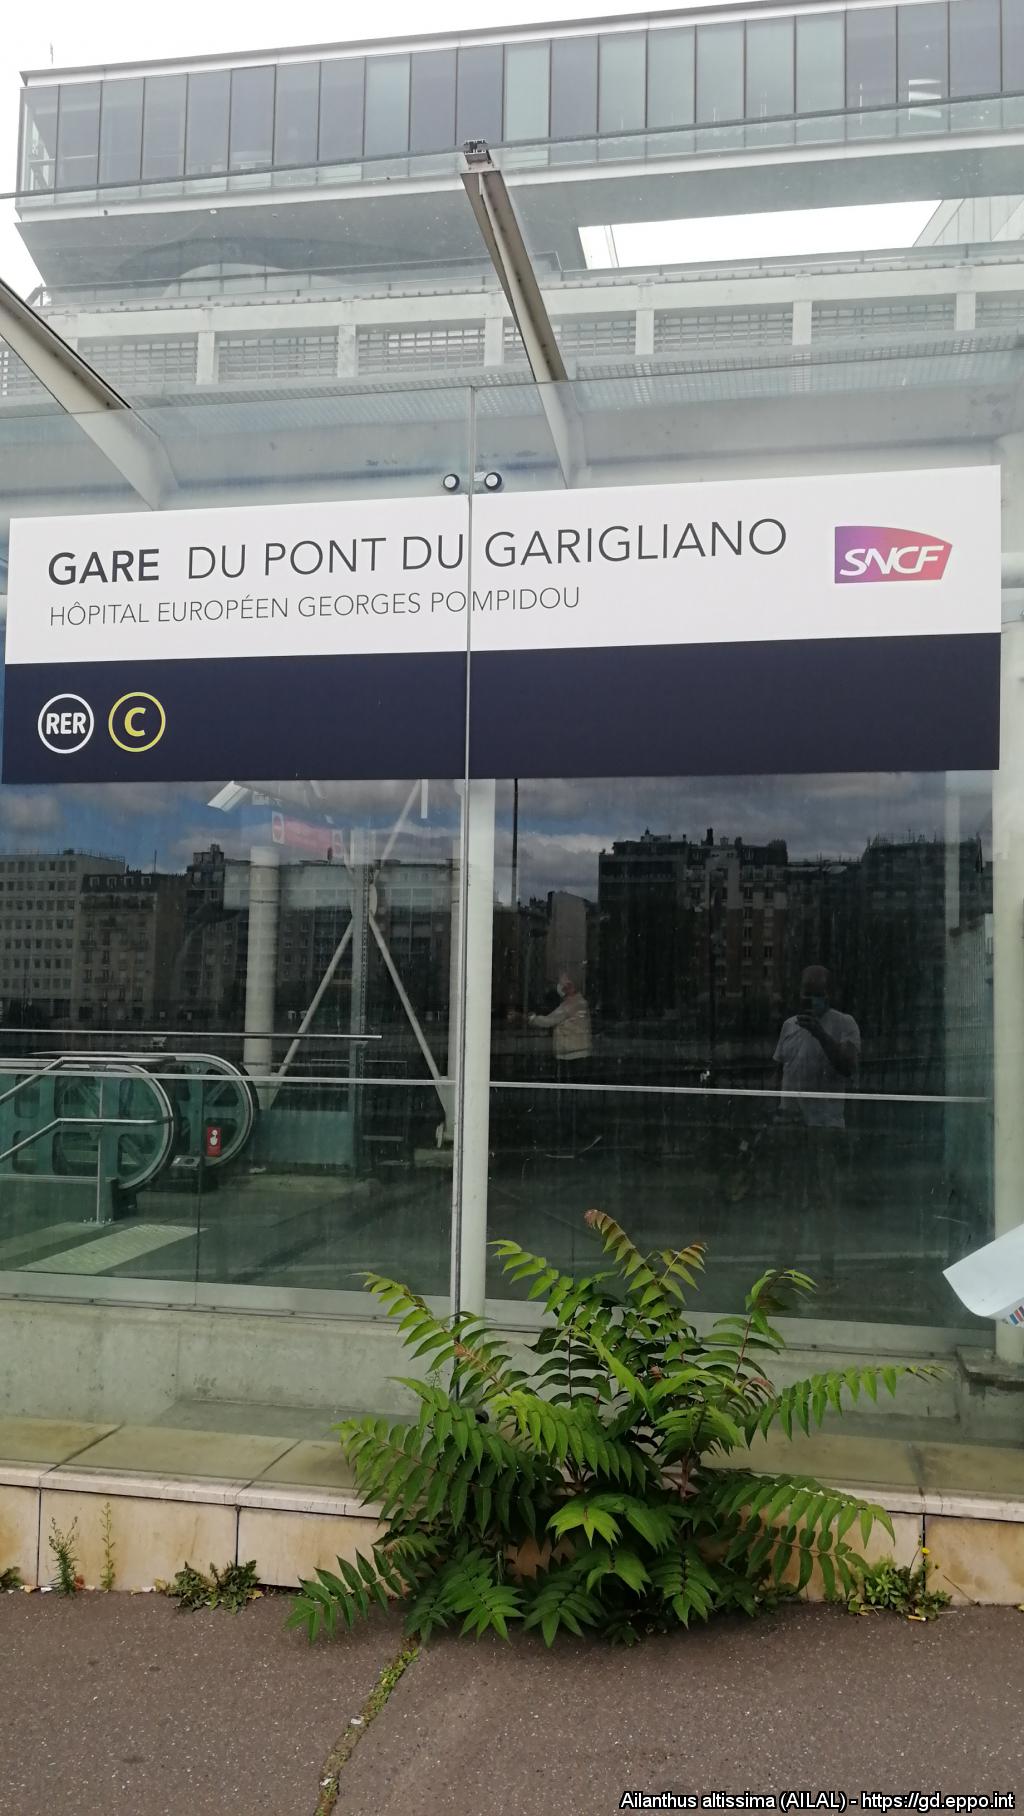 GARE DU PONT DU GARIGLIANO
SNCF
HÔPITAL EUROPÉEN GEORGES POMPIDOU
RER C
Ailanthus altissima (AILAL) - https://gd.eppo.int